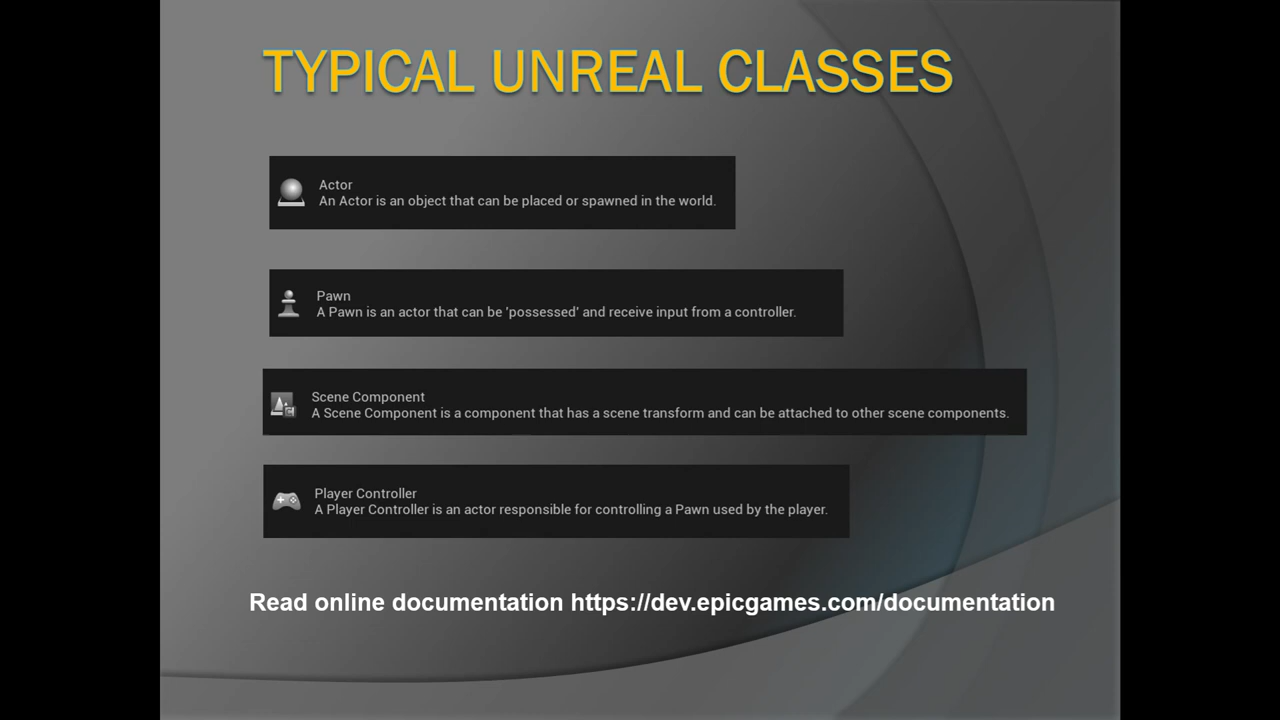 TYPICAL UNREAL CLASSES
Actor
An Actor is an object that can be placed or spawned in the world.
Pawn
A Pawn is an actor that can be 'possessed' and receive input from a controller.
Scene Component
A Scene Component is a component that has a scene transform and can be attached to other scene components.
Player Controller
A Player Controller is an actor responsible for controlling a Pawn used by the player.
Read online documentation https://dev.epicgames.com/documentation